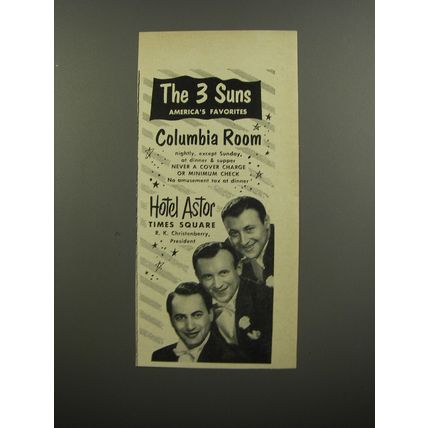 The 3 Suns
AMERICA'S FAVORITES
Columbia Room
nightly, except Sunday,
at dinner & supper
NEVER A COVER CHARGE
OR MINIMUM CHECK
No amusement tax at dinner
Hotel Astor
TIMES SQUARE
R. K. Christenberry,
President